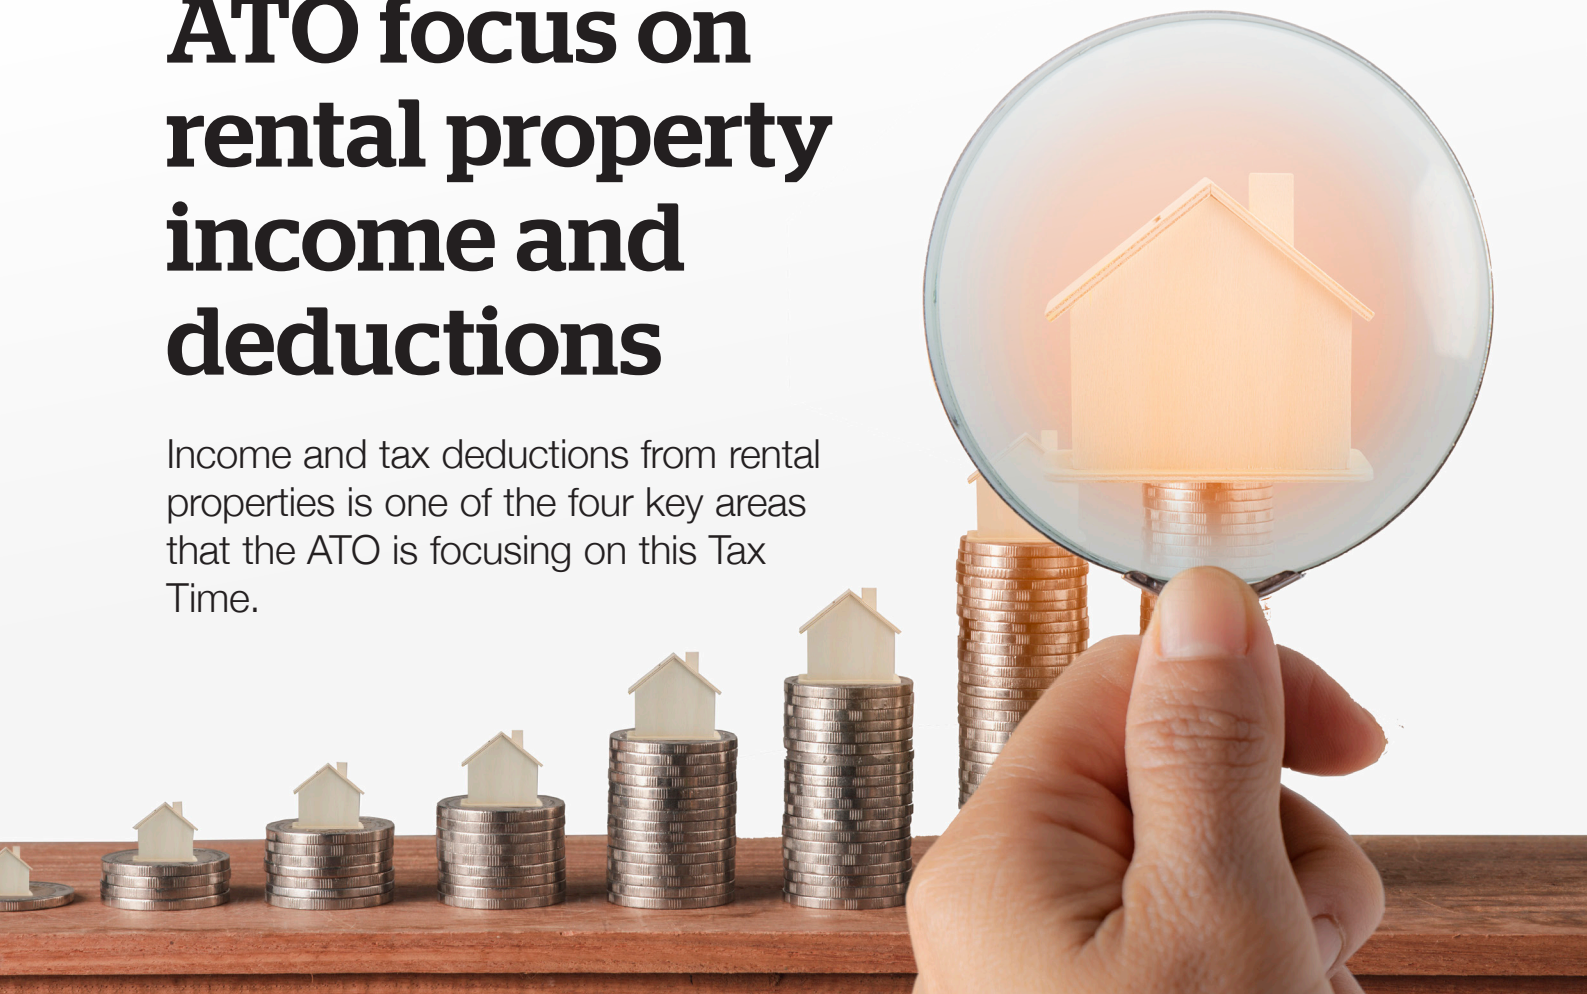 ATO focus on
rental property
income and
deductions
Income and tax deductions from rental
properties is one of the four key areas
that the ATO is focusing on this Tax
Time.